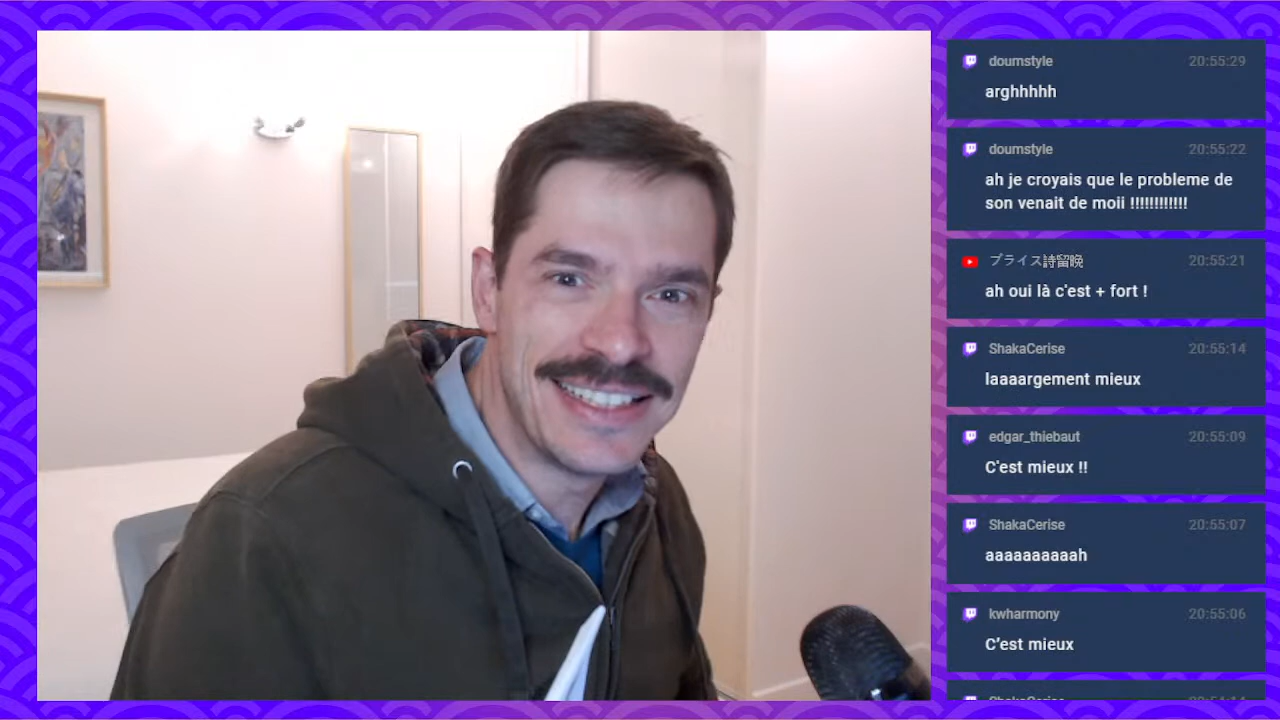 doumstyle 20:55:29
arghhhhh
doumstyle 20:55:22
ah je croyais que le probleme de
son venait de moii !!!!!!!!!!!!
プライス詩留晩 20:55:21
ah oui là c'est + fort !
ShakaCerise 20:55:14
laaaargement mieux
edgar_thiebaut 20:55:09
C'est mieux !!
ShakaCerise 20:55:07
aaaaaaaaaah
kwharmony 20:55:06
C’est mieux